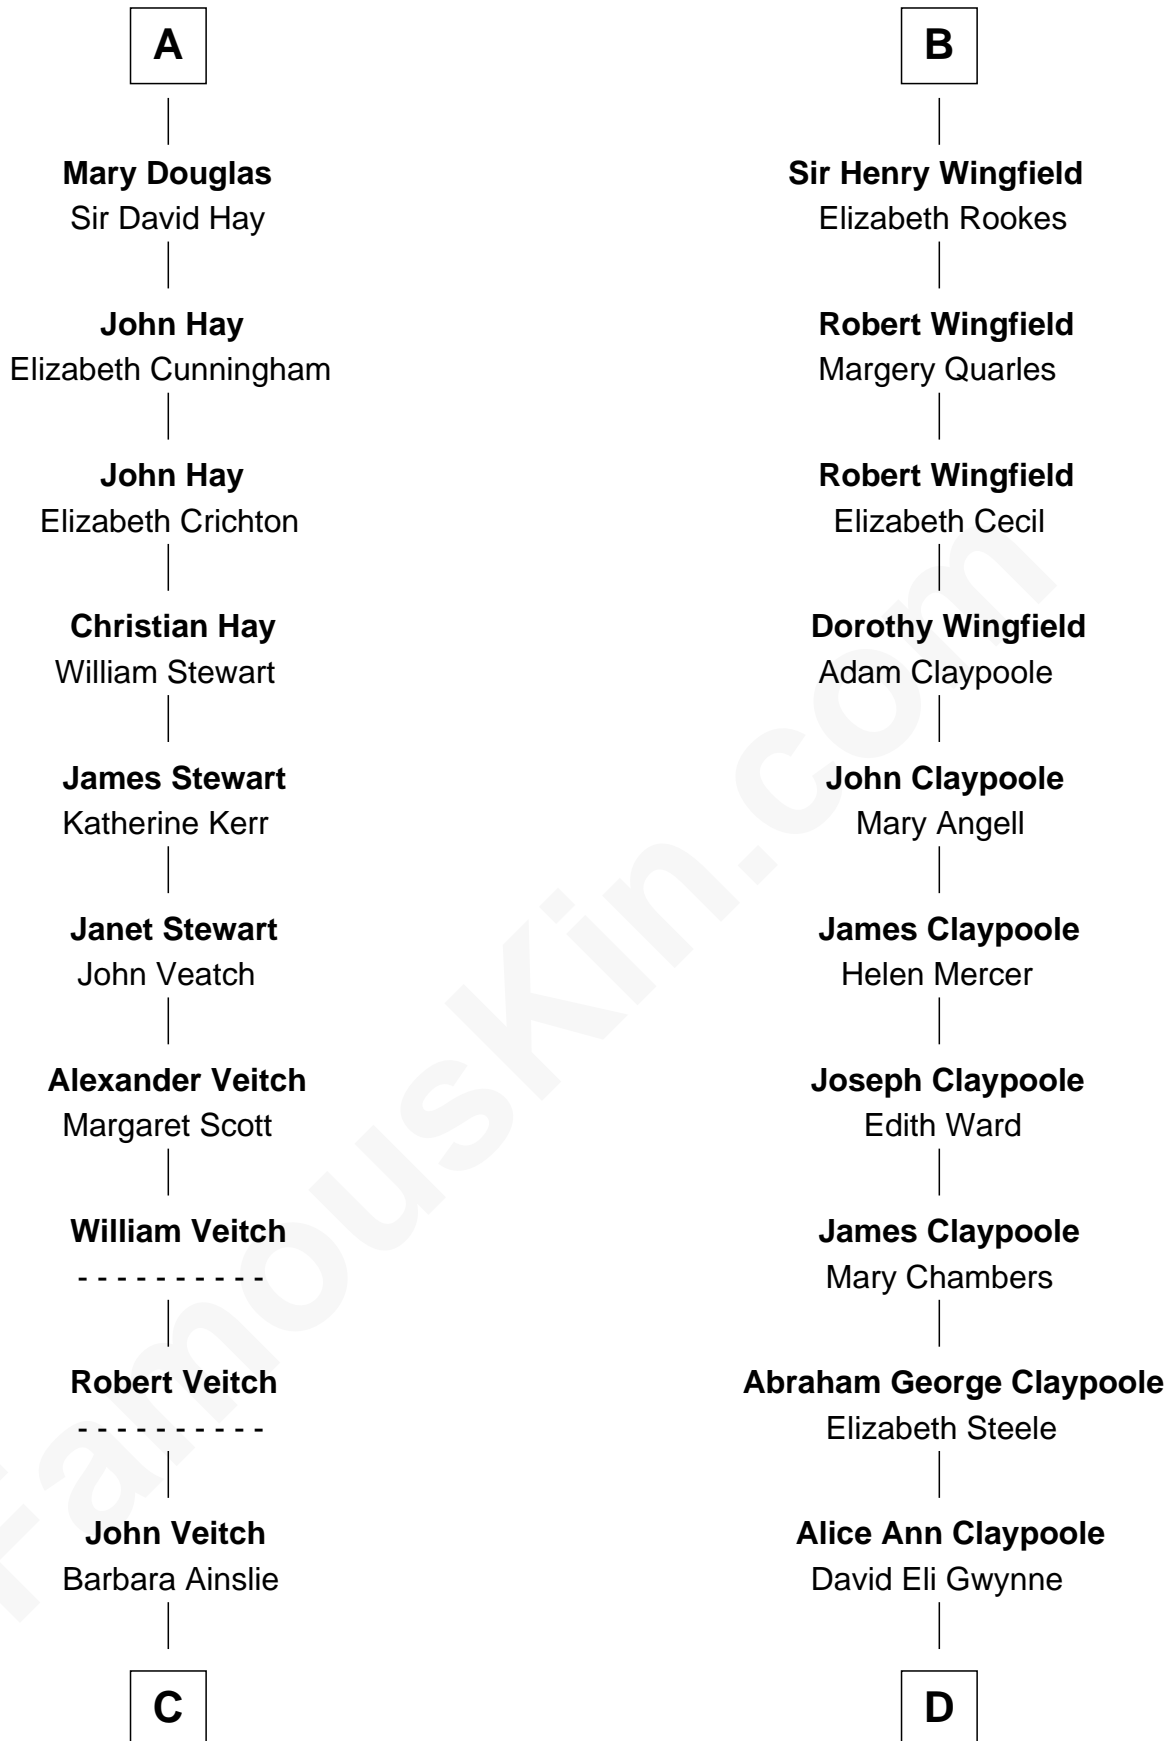 A
Mary Douglas
Sir David Hay
John Hay
Elizabeth Cunningham
John Hay
Elizabeth Crichton
Christian Hay
William Stewart
James Stewart
Katherine Kerr
Janet Stewart
John Veatch
Alexander Veitch
Margaret Scott
William Veitch
- - - - - - - - - -
Robert Veitch
- - - - - - - - - -
John Veitch
Barbara Ainslie
C
B
Sir Henry Wingfield
Elizabeth Rookes
Robert Wingfield
Margery Quarles
Robert Wingfield
Elizabeth Cecil
Dorothy Wingfield
Adam Claypoole
John Claypoole
Mary Angell
James Claypoole
Helen Mercer
Joseph Claypoole
Edith Ward
James Claypoole
Mary Chambers
Abraham George Claypoole
Elizabeth Steele
Alice Ann Claypoole
David Eli Gwynne
D
FamousKin.com